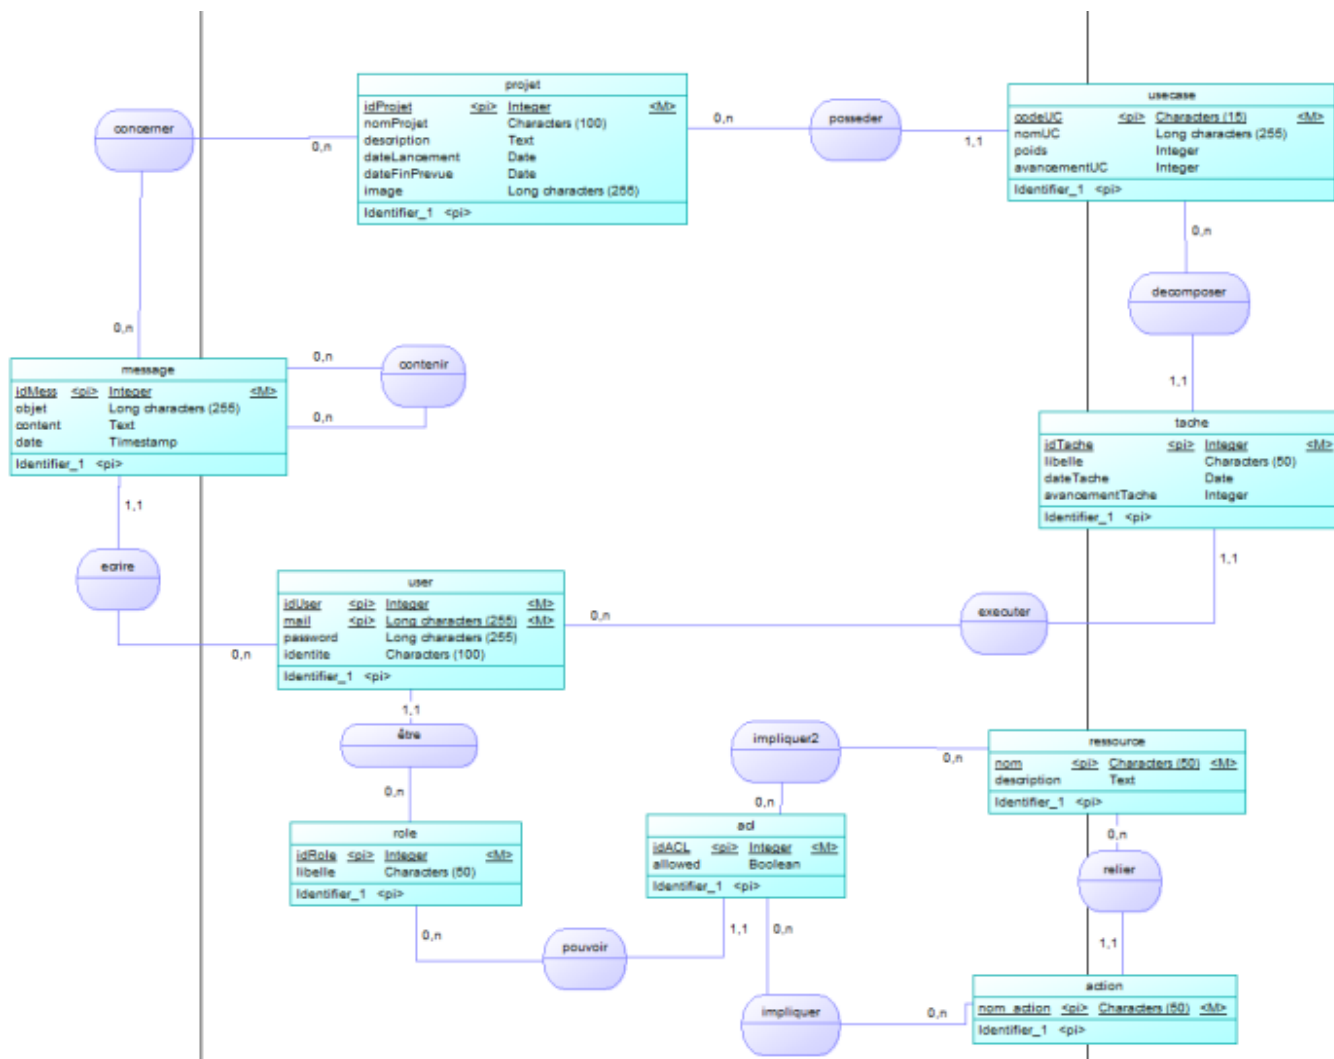 projet
idProjet <pi> Integer <M>
nomProjet Characters (100)
description Text
dateLancement Date
dateFinPrevue Date
image Long characters (255)
Identifier_1 <pi>
concerner
0,n
0,n
0,n
posseder
1,1
usecase
codeUC <pi> Characters (15) <M>
nomUC Long characters (255)
poids Integer
avancementUC Integer
Identifier_1 <pi>
0,n
decomposer
1,1
message
idMess <pi> Integer <M>
objet Long characters (255)
content Text
date Timestamp
Identifier_1 <pi>
0,n
contenir
0,n
tache
idTache <pi> Integer <M>
libelle Characters (50)
dateTache Date
avancementTache Integer
Identifier_1 <pi>
1,1
ecrire
0,n
user
idUser <pi> Integer <M>
mail <pi> Long characters (255) <M>
password Long characters (255)
identite Characters (100)
Identifier_1 <pi>
0,n
executer
1,1
1,1
être
0,n
role
idRole <pi> Integer <M>
libelle Characters (50)
Identifier_1 <pi>
0,n
pouvoir
1,1
impliquer2
0,n
0,n
acl
idACL <pi> Integer <M>
allowed Boolean
Identifier_1 <pi>
0,n
impliquer
0,n
ressource
nom <pi> Characters (50) <M>
description Text
Identifier_1 <pi>
0,n
relier
1,1
action
nom_action <pi> Characters (50) <M>
Identifier_1 <pi>